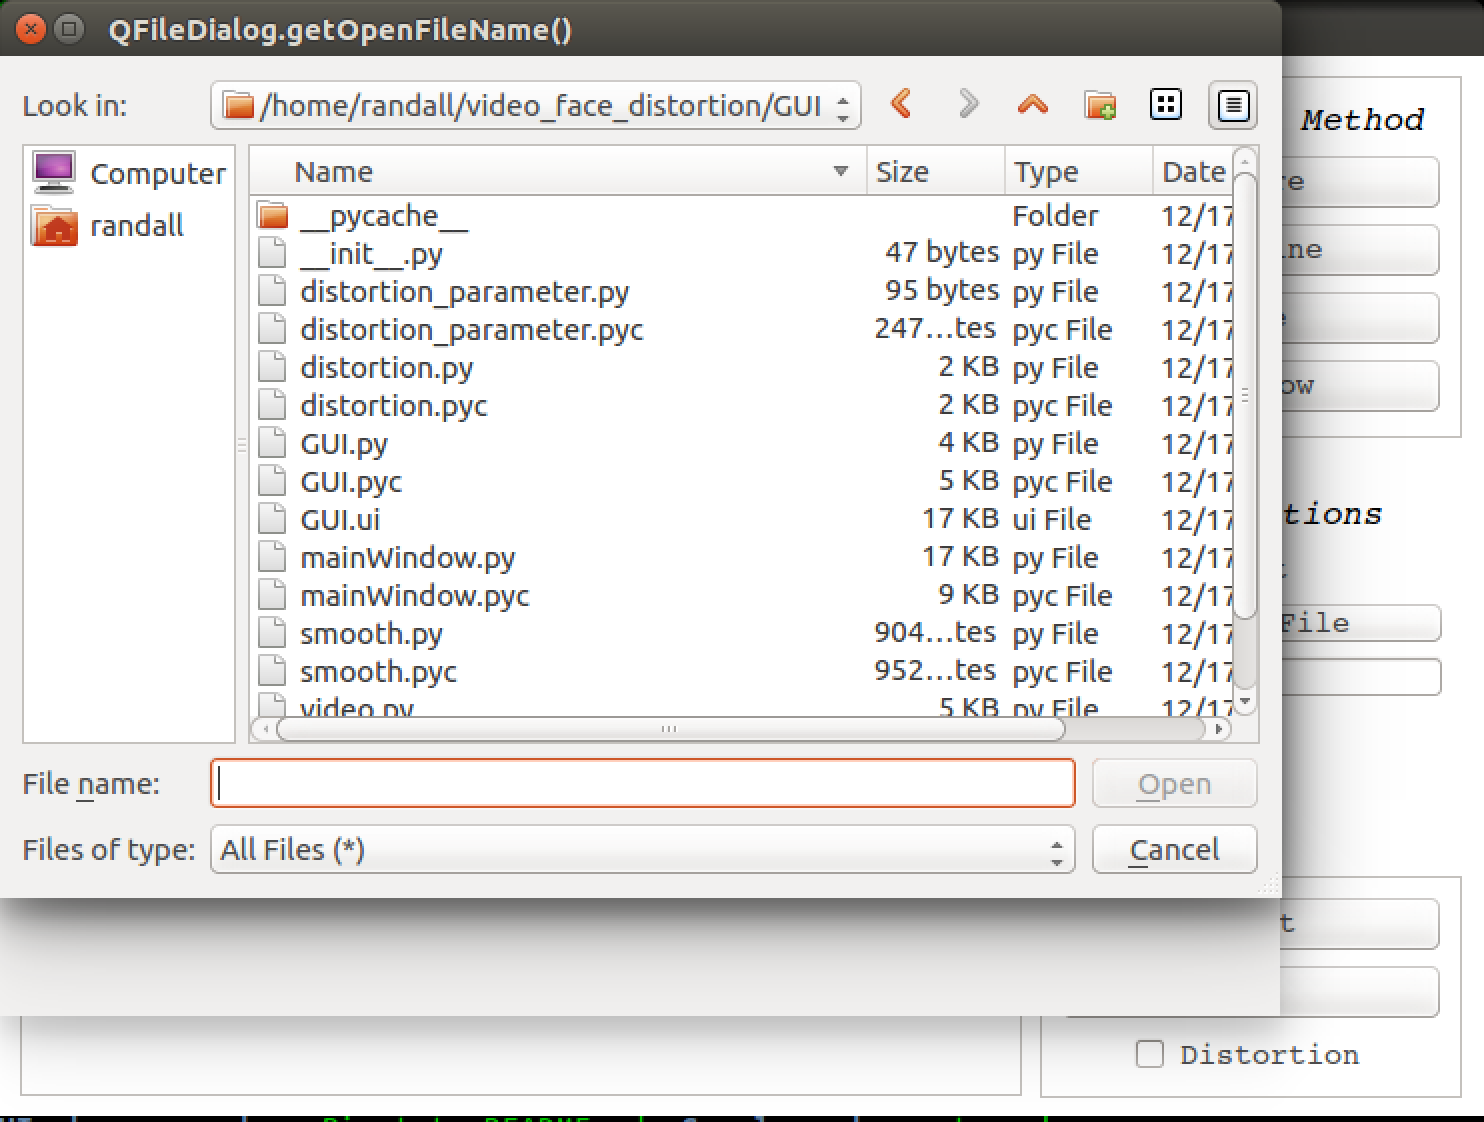 QFileDialog.getOpenFileName()
Look in: /home/randall/video_face_distortion/GUI
Computer
randall
Name Size Type Date
__pycache__ Folder 12/17
__init__.py 47 bytes py File 12/17
distortion_parameter.py 95 bytes py File 12/17
distortion_parameter.pyc 247...tes pyc File 12/17
distortion.py 2 KB py File 12/17
distortion.pyc 2 KB pyc File 12/17
GUI.py 4 KB py File 12/17
GUI.pyc 5 KB pyc File 12/17
GUI.ui 17 KB ui File 12/17
mainWindow.py 17 KB py File 12/17
mainWindow.pyc 9 KB pyc File 12/17
smooth.py 904...tes py File 12/17
smooth.pyc 952...tes pyc File 12/17
video.py 5 KB py File 12/17
File name: Open
Files of type: All Files (*) Cancel
Method
re
ne
ow
tions
File
t
Distortion